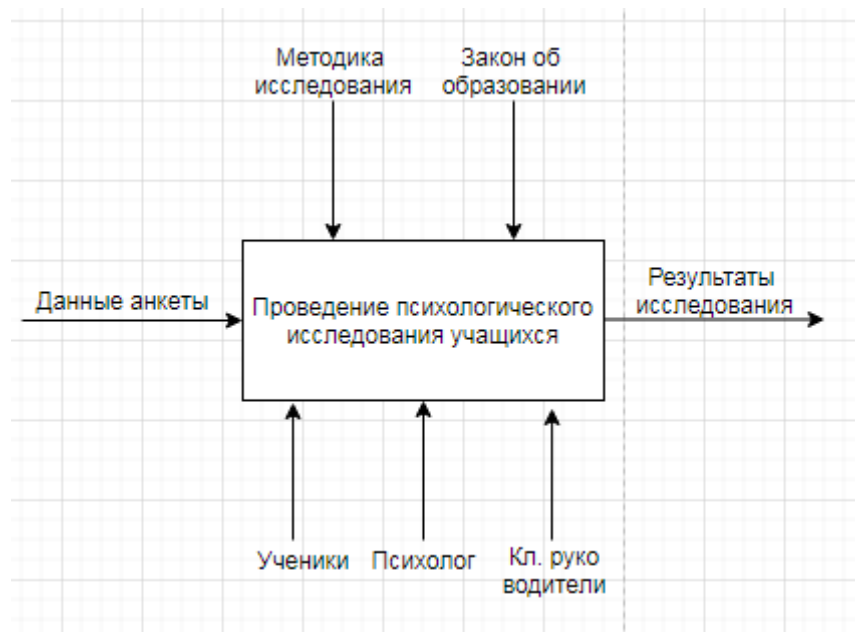 Методика
исследования
Закон об
образовании
Данные анкеты
Проведение психологического
исследования учащихся
Результаты
исследования
Ученики
Психолог
Кл. руко
водители